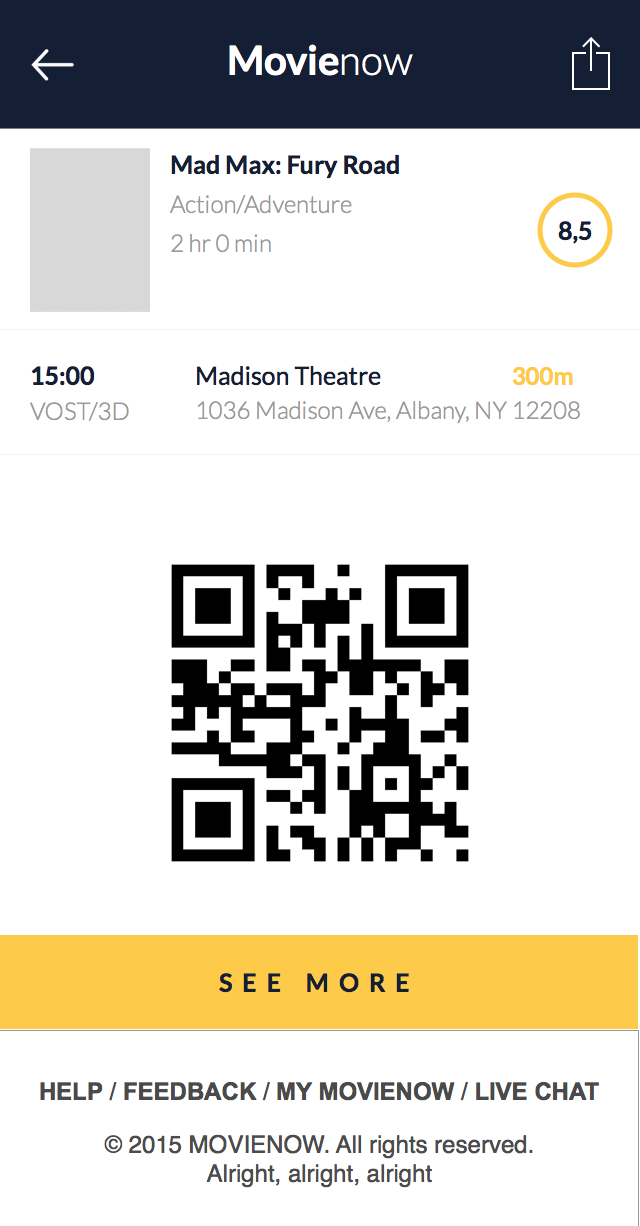 Movienow
Mad Max: Fury Road
Action/Adventure
2 hr 0 min
8,5
15:00
VOST/3D
Madison Theatre
300m
1036 Madison Ave, Albany, NY 12208
SEE MORE
HELP / FEEDBACK / MY MOVIENOW / LIVE CHAT
© 2015 MOVIENOW. All rights reserved.
Alright, alright, alright